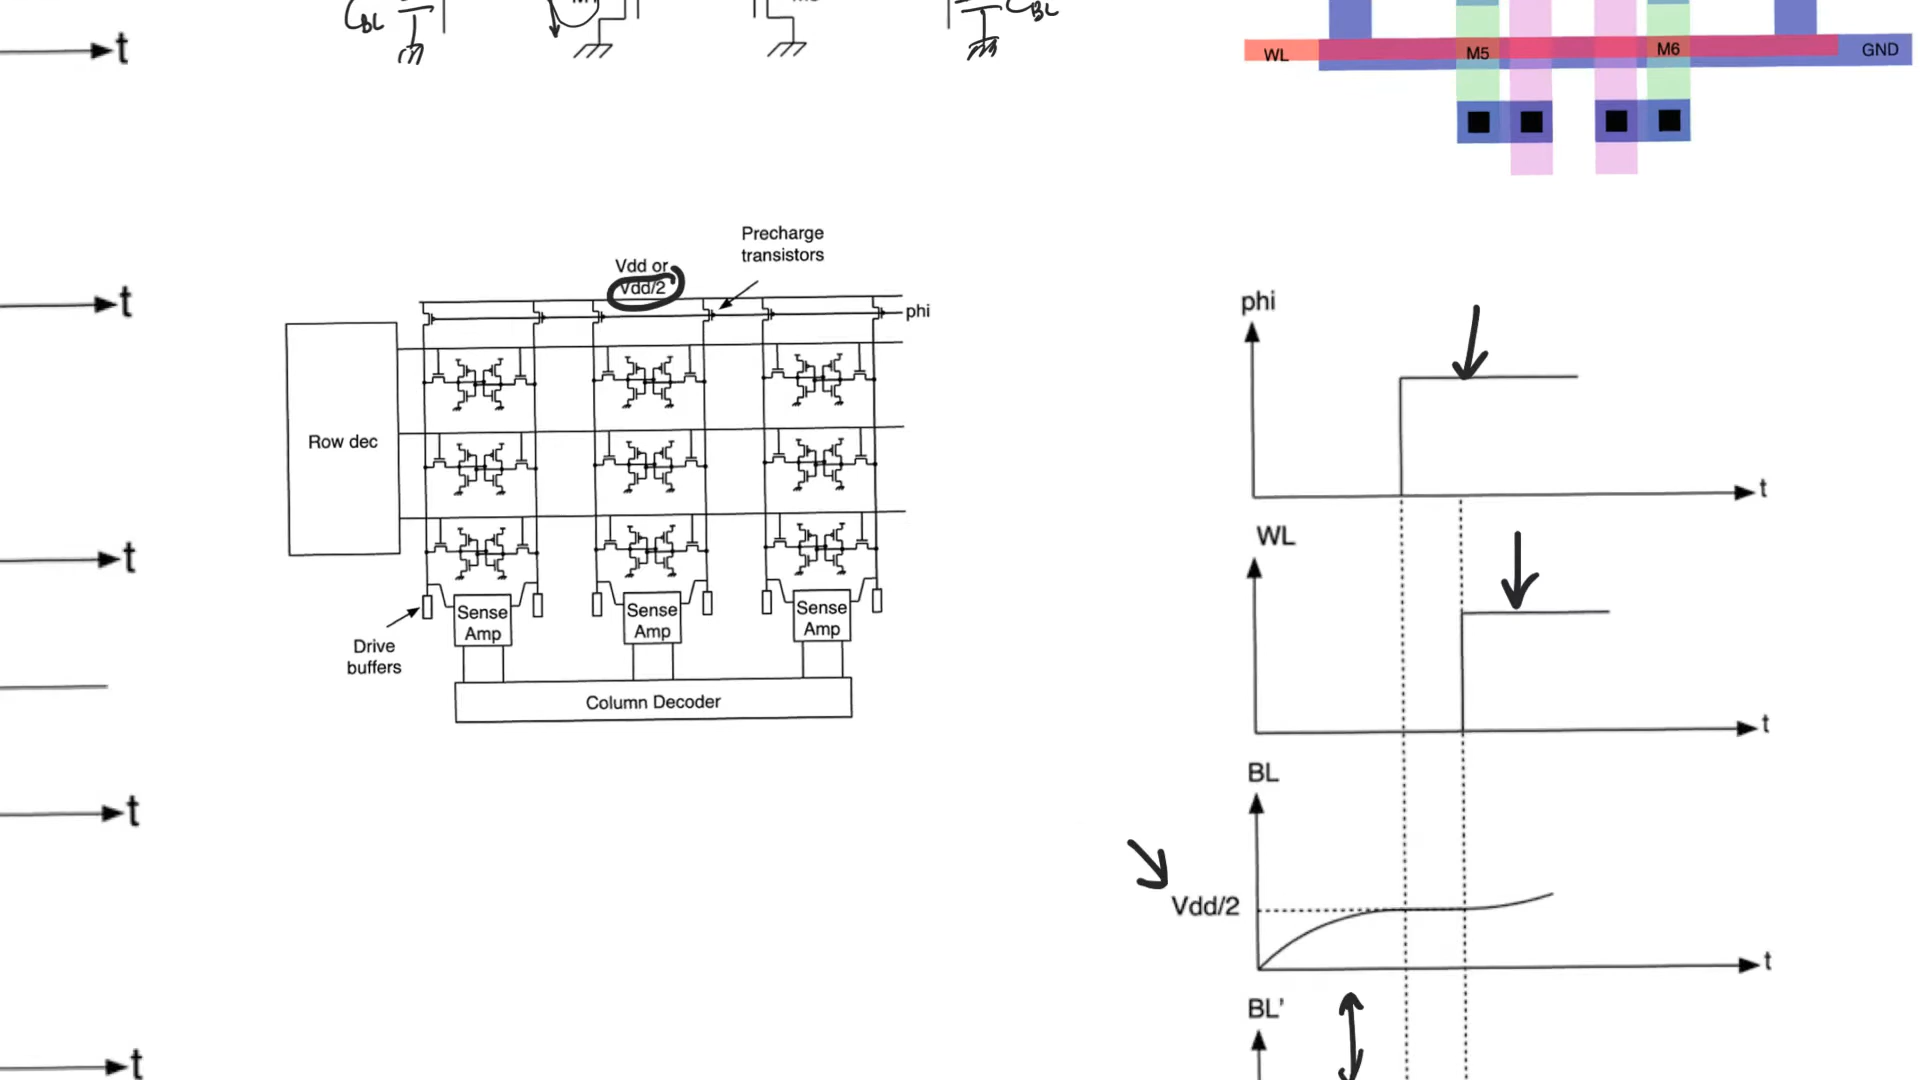 t
C_BL
C_BL
WL
M5
M6
GND
t
Vdd or
Vdd/2
Precharge
transistors
phi
Row dec
Sense
Amp
Sense
Amp
Sense
Amp
Drive
buffers
Column Decoder
phi
t
WL
t
BL
Vdd/2
t
BL'
t
t
t